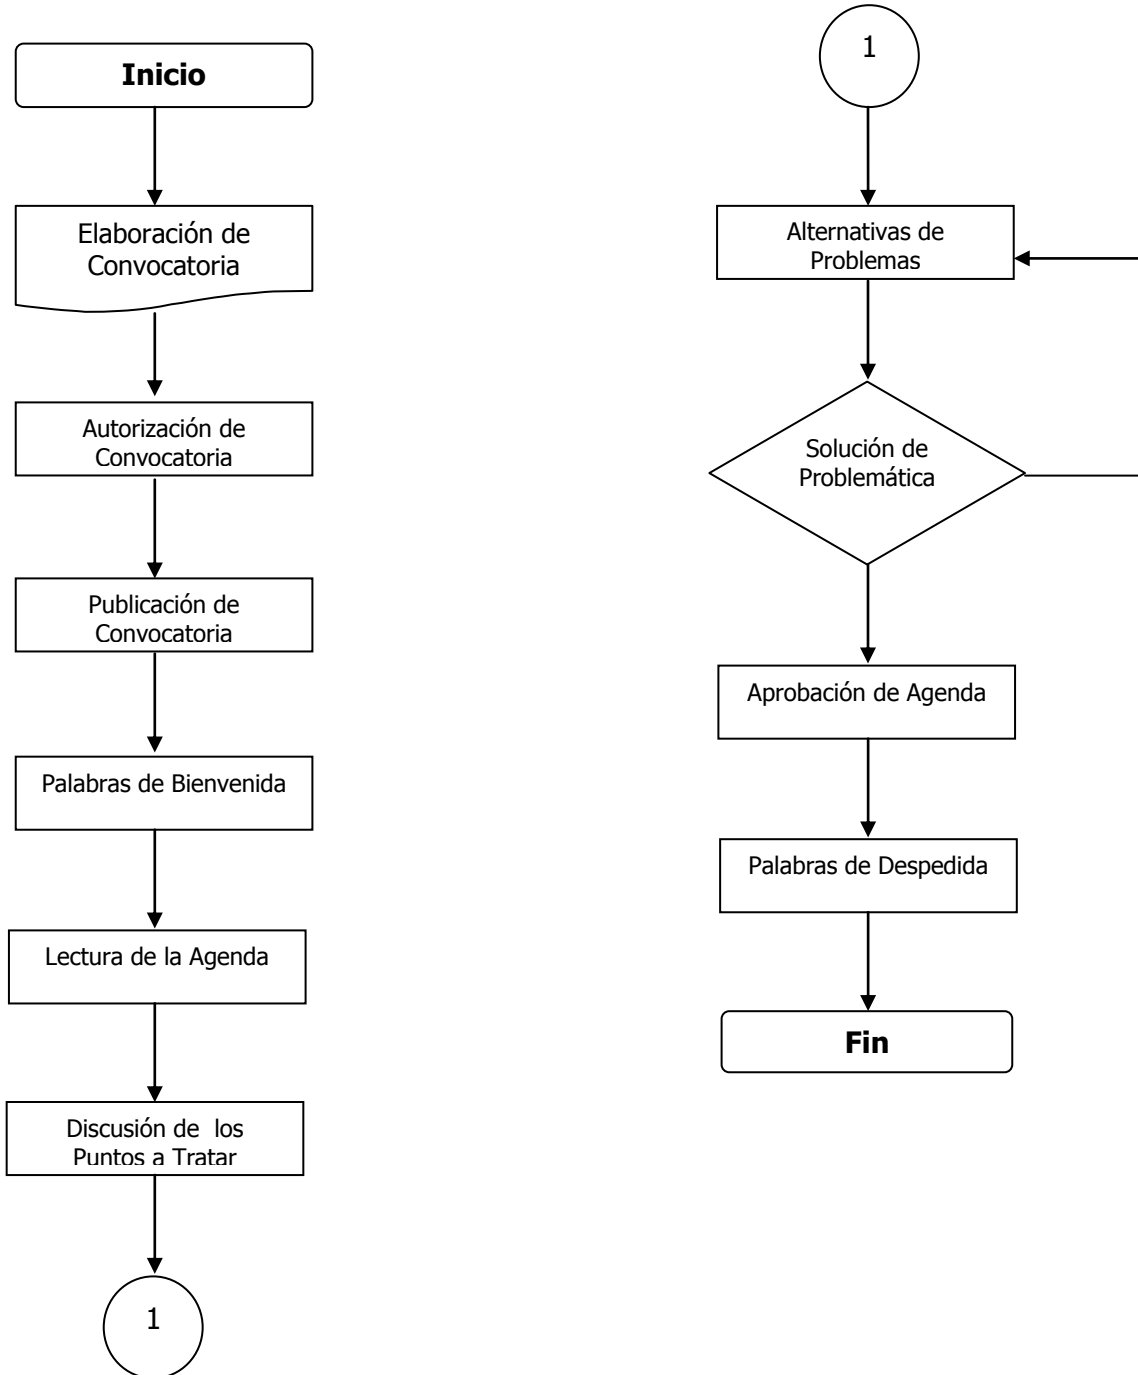 Inicio
Elaboración de
Convocatoria
Autorización de
Convocatoria
Publicación de
Convocatoria
Palabras de Bienvenida
Lectura de la Agenda
Discusión de  los
Puntos a Tratar
1
1
Alternativas de
Problemas
Solución de
Problemática
Aprobación de Agenda
Palabras de Despedida
Fin